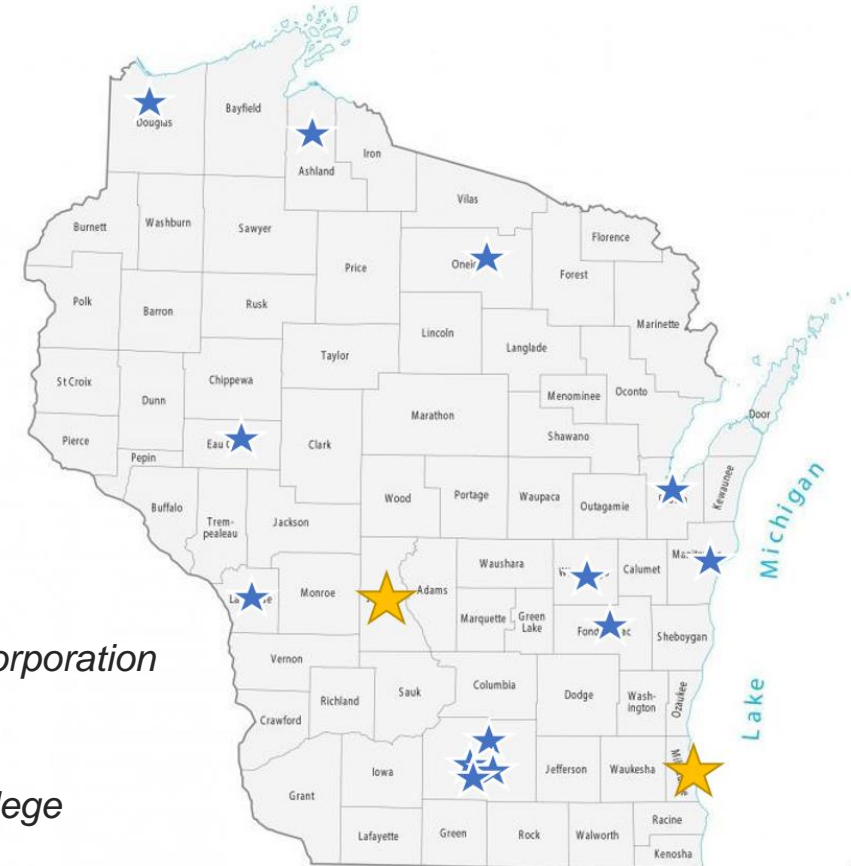 Bayfield
Douglas
Iron
Ashland
Vilas
Burnett
Washburn
Sawyer
Florence
Price
Forest
Polk
Barron
Rusk
Marinette
Lincoln
Langlade
Taylor
St Croix
Chippewa
Dunn
Menominee
Oconto
Marathon
Door
Pierce
Clark
Shawano
Pepin
Wood
Portage
Waupaca
Outagamie
Kewaunee
Buffalo
Trem-
pealeau
Jackson
Michigan
Waushara
Calumet
Monroe
Adams
Marquette
Green
Lake
Sheboygan
orporation
Vernon
Columbia
Richland
Sauk
Dodge
Wash-
ington
Ozaukee
Lake
Crawford
Iowa
Jefferson
Waukesha
Grant
lege
Racine
Lafayette
Green
Rock
Walworth
Kenosha